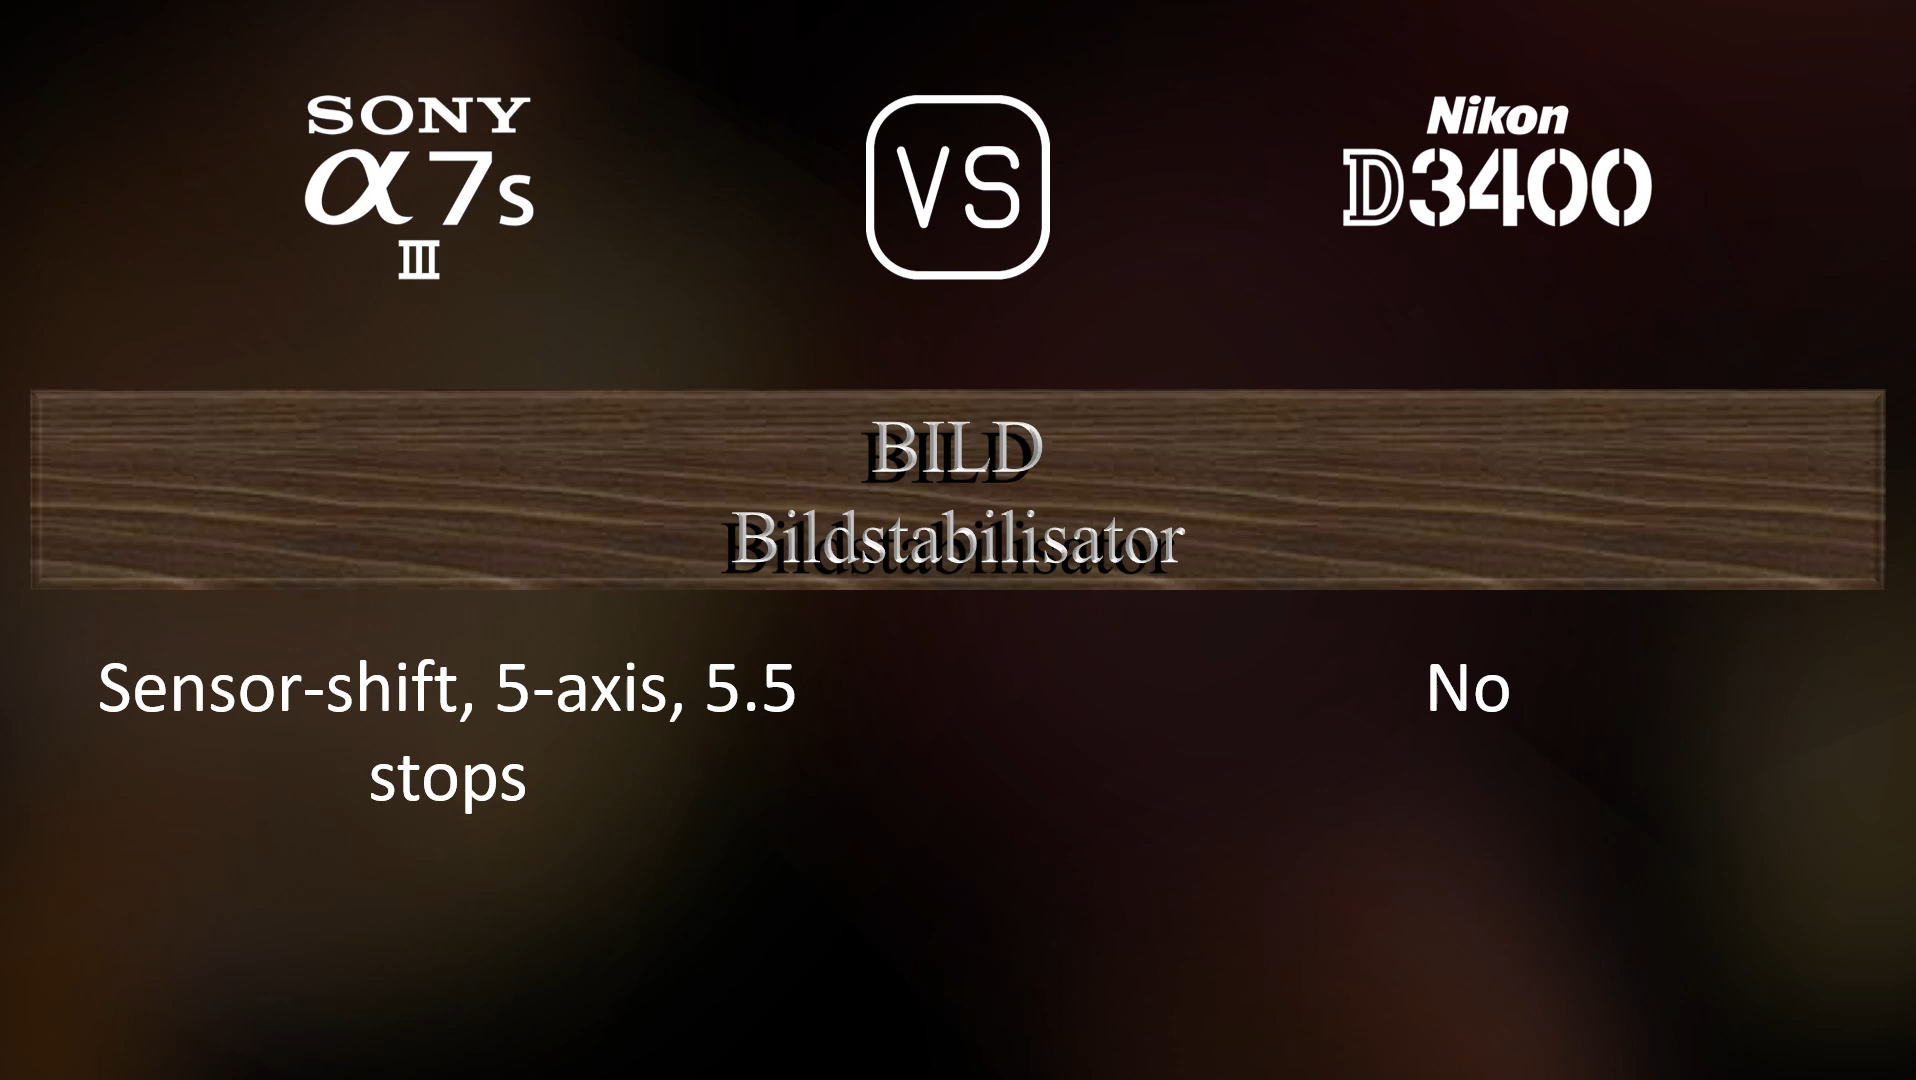 SONY
α7s
III
VS
Nikon
D3400
BILD
Bildstabilisator
Sensor-shift, 5-axis, 5.5
stops
No